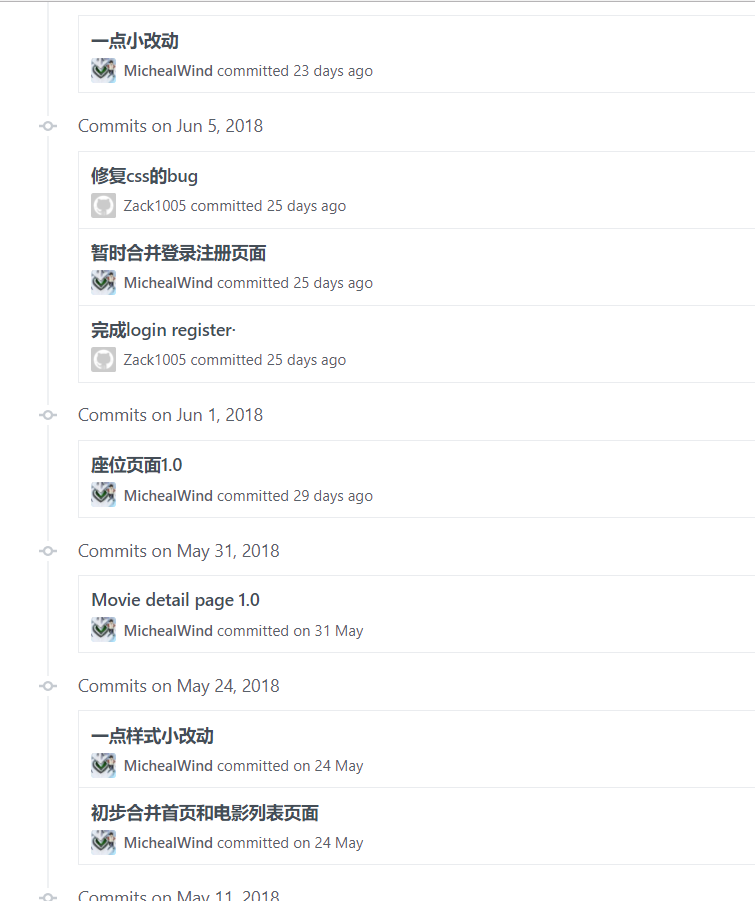 一点小改动
MichealWind committed 23 days ago
Commits on Jun 5, 2018
修复css的bug
Zack1005 committed 25 days ago
暂时合并登录注册页面
MichealWind committed 25 days ago
完成login register·
Zack1005 committed 25 days ago
Commits on Jun 1, 2018
座位页面1.0
MichealWind committed 29 days ago
Commits on May 31, 2018
Movie detail page 1.0
MichealWind committed on 31 May
Commits on May 24, 2018
一点样式小改动
MichealWind committed on 24 May
初步合并首页和电影列表页面
MichealWind committed on 24 May
Commits on May 11, 2018